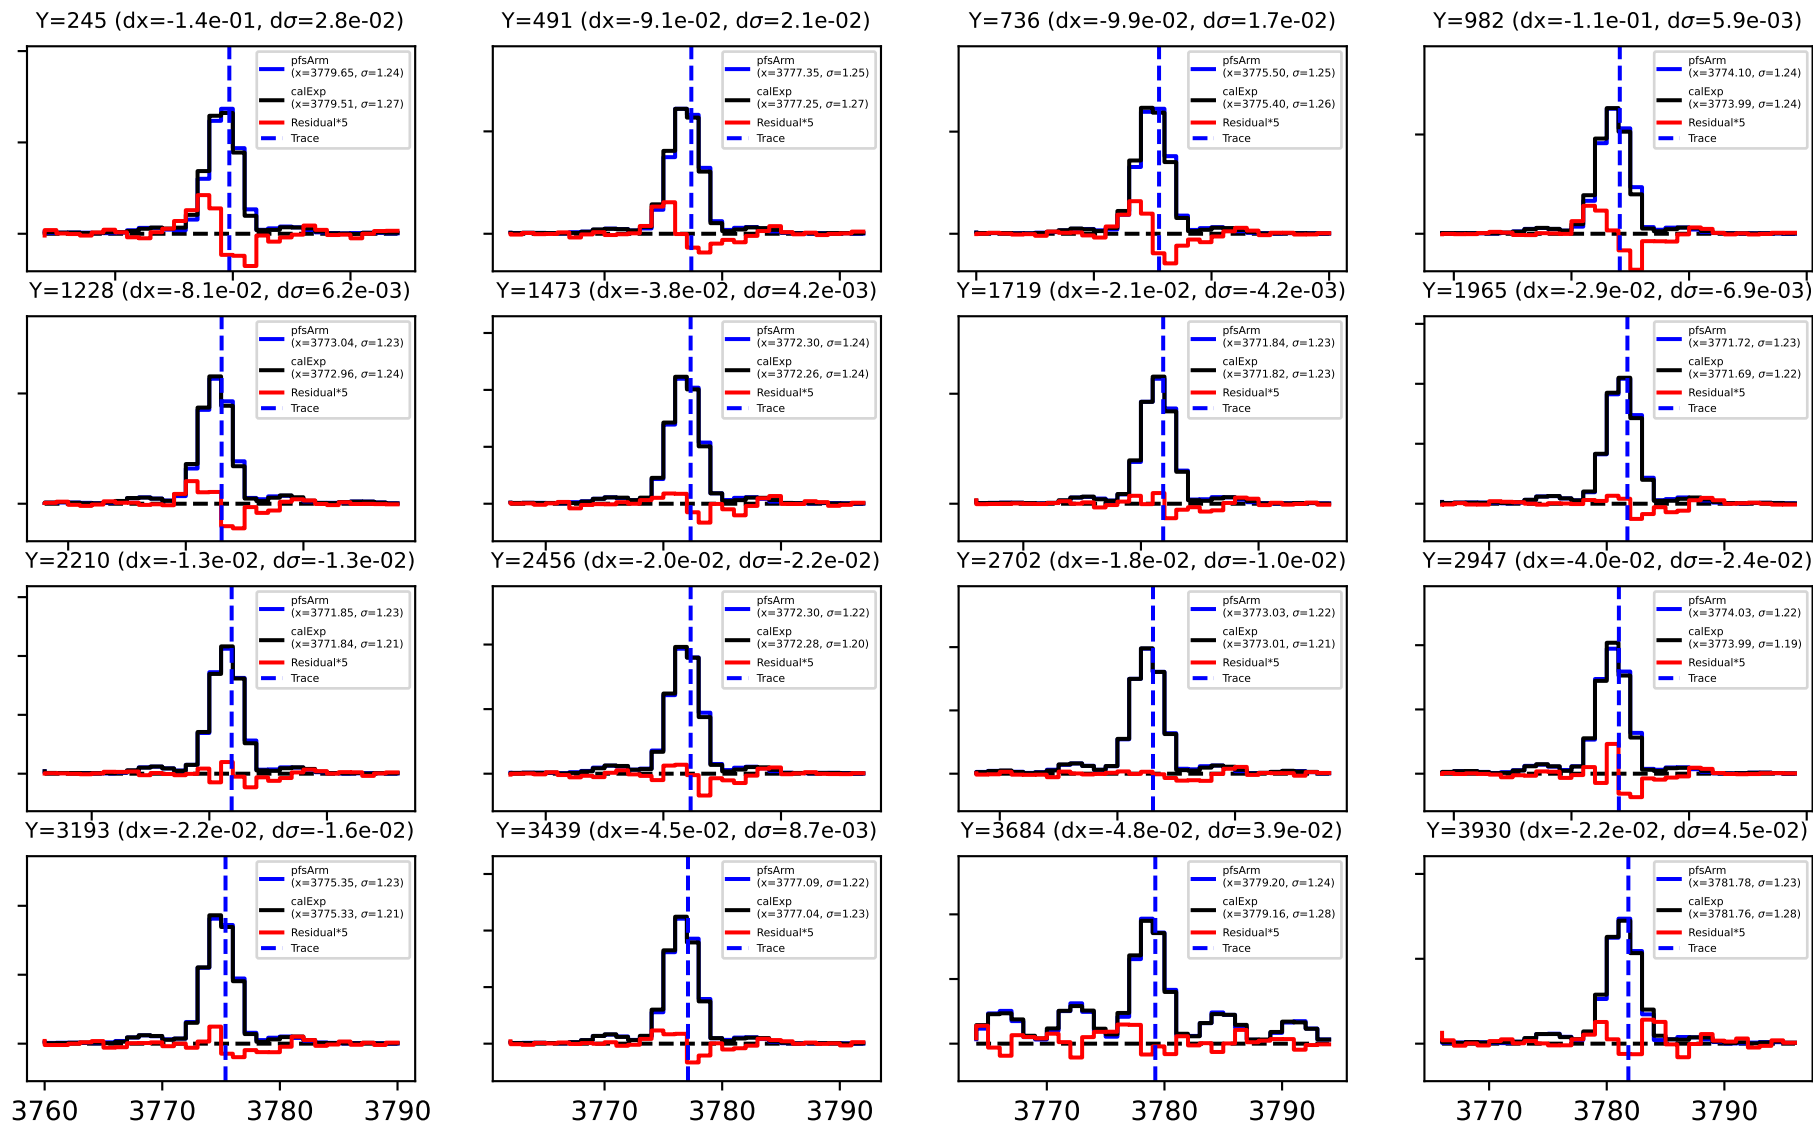 Y=245 (dx=-1.4e-01, dσ=2.8e-02)
pfsArm
(x=3779.65, σ=1.24)
calExp
(x=3779.51, σ=1.27)
Residual*5
Trace
Y=491 (dx=-9.1e-02, dσ=2.1e-02)
pfsArm
(x=3777.35, σ=1.25)
calExp
(x=3777.25, σ=1.27)
Residual*5
Trace
Y=736 (dx=-9.9e-02, dσ=1.7e-02)
pfsArm
(x=3775.50, σ=1.25)
calExp
(x=3775.40, σ=1.26)
Residual*5
Trace
Y=982 (dx=-1.1e-01, dσ=5.9e-03)
pfsArm
(x=3774.10, σ=1.24)
calExp
(x=3773.99, σ=1.24)
Residual*5
Trace
Y=1228 (dx=-8.1e-02, dσ=6.2e-03)
pfsArm
(x=3773.04, σ=1.23)
calExp
(x=3772.96, σ=1.24)
Residual*5
Trace
Y=1473 (dx=-3.8e-02, dσ=4.2e-03)
pfsArm
(x=3772.30, σ=1.24)
calExp
(x=3772.26, σ=1.24)
Residual*5
Trace
Y=1719 (dx=-2.1e-02, dσ=-4.2e-03)
pfsArm
(x=3771.84, σ=1.23)
calExp
(x=3771.82, σ=1.23)
Residual*5
Trace
Y=1965 (dx=-2.9e-02, dσ=-6.9e-03)
pfsArm
(x=3771.72, σ=1.23)
calExp
(x=3771.69, σ=1.22)
Residual*5
Trace
Y=2210 (dx=-1.3e-02, dσ=-1.3e-02)
pfsArm
(x=3771.85, σ=1.23)
calExp
(x=3771.84, σ=1.21)
Residual*5
Trace
Y=2456 (dx=-2.0e-02, dσ=-2.2e-02)
pfsArm
(x=3772.30, σ=1.22)
calExp
(x=3772.28, σ=1.20)
Residual*5
Trace
Y=2702 (dx=-1.8e-02, dσ=-1.0e-02)
pfsArm
(x=3773.03, σ=1.22)
calExp
(x=3773.01, σ=1.21)
Residual*5
Trace
Y=2947 (dx=-4.0e-02, dσ=-2.4e-02)
pfsArm
(x=3774.03, σ=1.22)
calExp
(x=3773.99, σ=1.19)
Residual*5
Trace
Y=3193 (dx=-2.2e-02, dσ=-1.6e-02)
pfsArm
(x=3775.35, σ=1.23)
calExp
(x=3775.33, σ=1.21)
Residual*5
Trace
Y=3439 (dx=-4.5e-02, dσ=8.7e-03)
pfsArm
(x=3777.09, σ=1.22)
calExp
(x=3777.04, σ=1.23)
Residual*5
Trace
Y=3684 (dx=-4.8e-02, dσ=3.9e-02)
pfsArm
(x=3779.20, σ=1.24)
calExp
(x=3779.16, σ=1.28)
Residual*5
Trace
Y=3930 (dx=-2.2e-02, dσ=4.5e-02)
pfsArm
(x=3781.78, σ=1.23)
calExp
(x=3781.76, σ=1.28)
Residual*5
Trace
3760 3770 3780 3790
3770 3780 3790
3770 3780 3790
3770 3780 3790